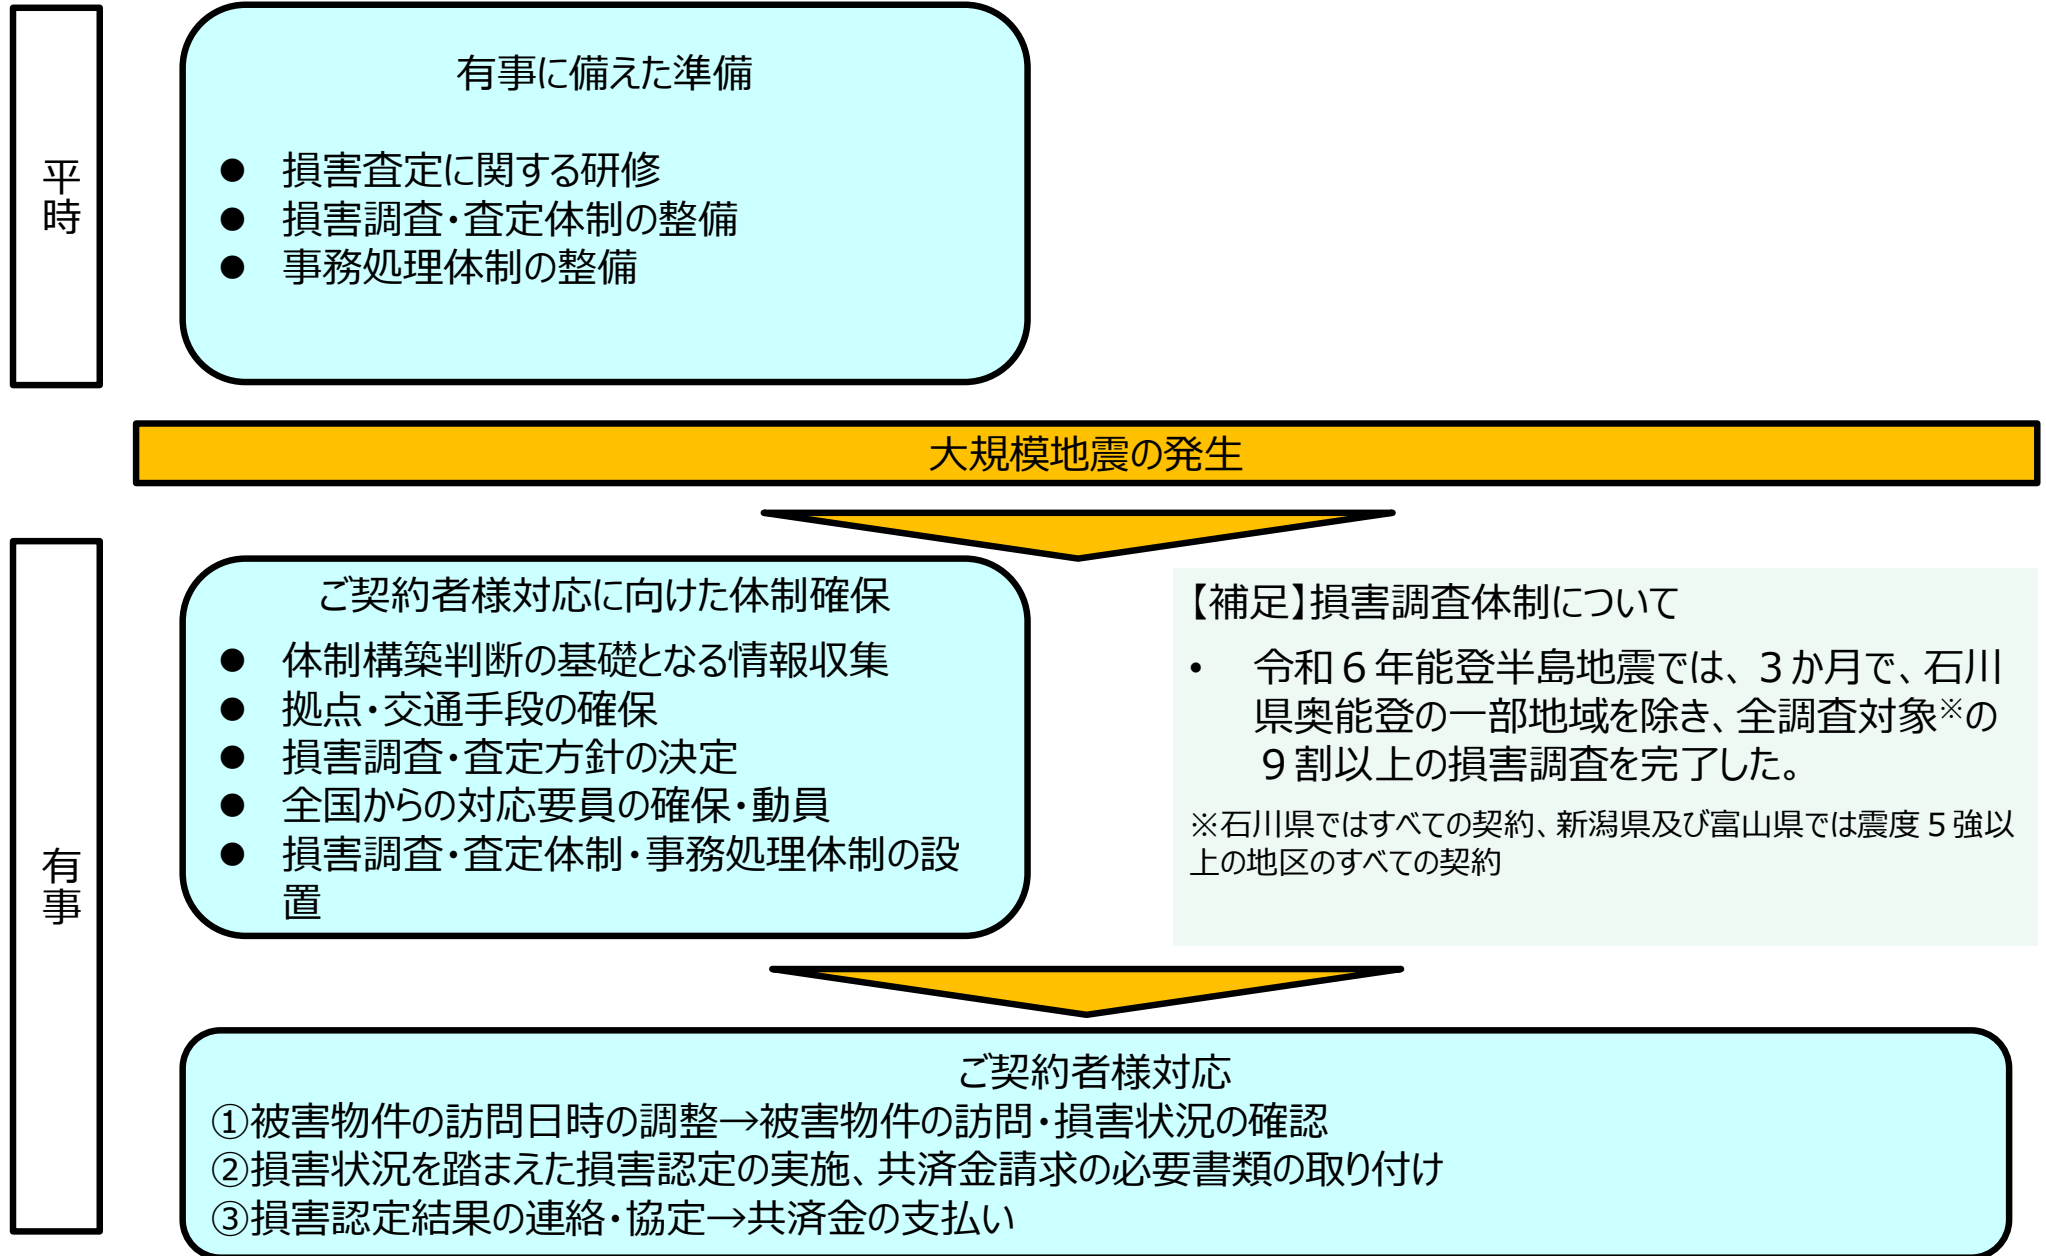 平時
有事に備えた準備
● 損害査定に関する研修
● 損害調査・査定体制の整備
● 事務処理体制の整備
大規模地震の発生
有事
ご契約者様対応に向けた体制確保
● 体制構築判断の基礎となる情報収集
● 拠点・交通手段の確保
● 損害調査・査定方針の決定
● 全国からの対応要員の確保・動員
● 損害調査・査定体制・事務処理体制の設
置
【補足】損害調査体制について
• 令和６年能登半島地震では、３か月で、石川
県奥能登の一部地域を除き、全調査対象※の
９割以上の損害調査を完了した。
※石川県ではすべての契約、新潟県及び富山県では震度５強以
上の地区のすべての契約
ご契約者様対応
①被害物件の訪問日時の調整→被害物件の訪問・損害状況の確認
②損害状況を踏まえた損害認定の実施、共済金請求の必要書類の取り付け
③損害認定結果の連絡・協定→共済金の支払い